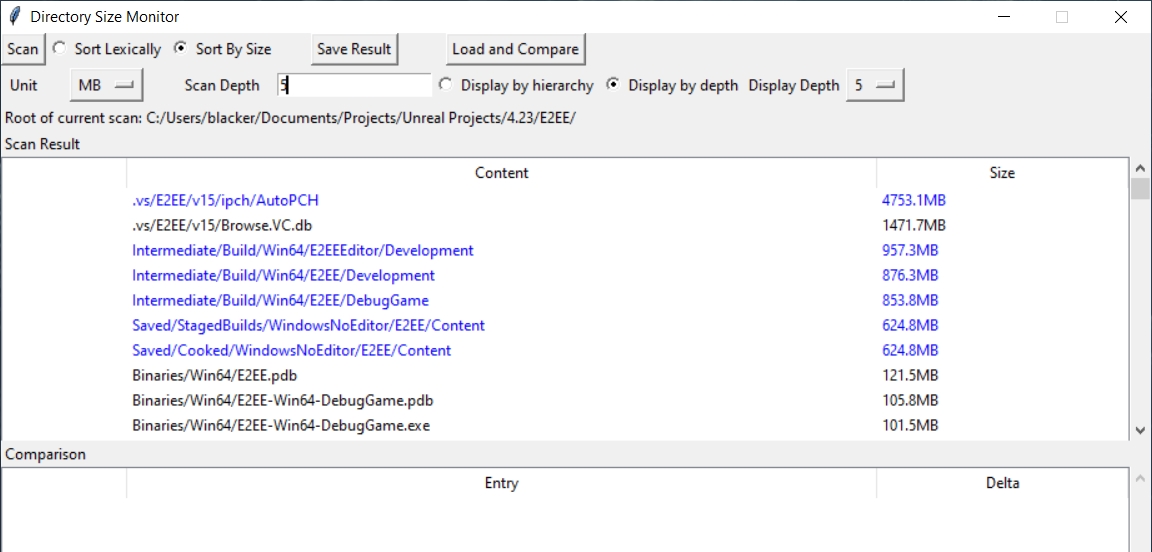 Directory Size Monitor
Scan Sort Lexically Sort By Size Save Result Load and Compare
Unit MB Scan Depth 5 Display by hierarchy Display by depth Display Depth 5
Root of current scan: C:/Users/blacker/Documents/Projects/Unreal Projects/4.23/E2EE/
Scan Result
Content Size
.vs/E2EE/v15/ipch/AutoPCH 4753.1MB
.vs/E2EE/v15/Browse.VC.db 1471.7MB
Intermediate/Build/Win64/E2EEEditor/Development 957.3MB
Intermediate/Build/Win64/E2EE/Development 876.3MB
Intermediate/Build/Win64/E2EE/DebugGame 853.8MB
Saved/StagedBuilds/WindowsNoEditor/E2EE/Content 624.8MB
Saved/Cooked/WindowsNoEditor/E2EE/Content 624.8MB
Binaries/Win64/E2EE.pdb 121.5MB
Binaries/Win64/E2EE-Win64-DebugGame.pdb 105.8MB
Binaries/Win64/E2EE-Win64-DebugGame.exe 101.5MB
Comparison
Entry Delta